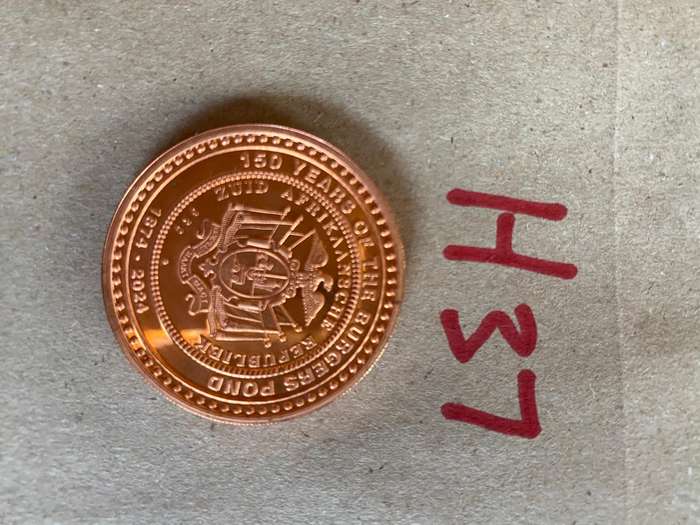 150 YEARS OF THE BURGERS POND
1874 - 2024
ZUID AFRIKAANSCHE REPUBLIEK
H37